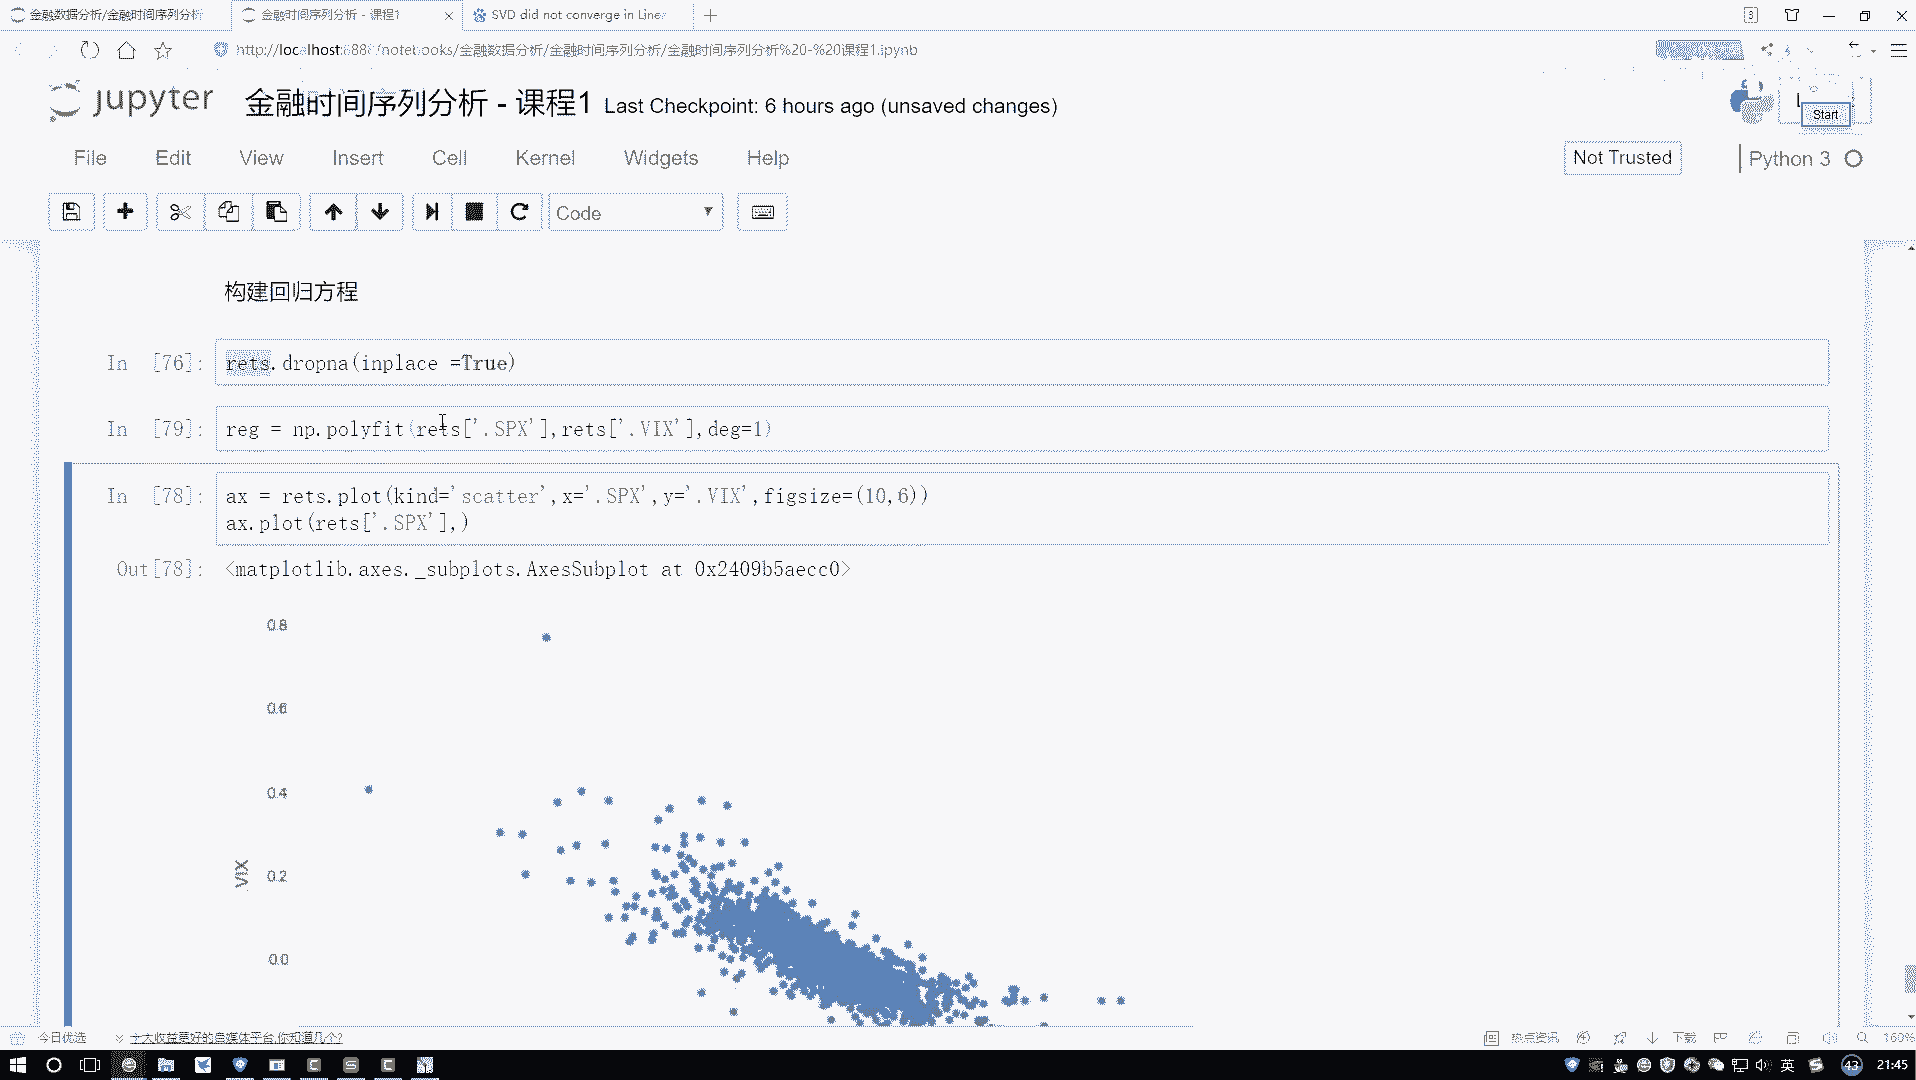 金融数据分析/金融时间序列分析/
金融时间序列分析 - 课程1
SVD did not converge in Line
3
http://localhost:888/notebooks/金融数据分析/金融时间序列分析/金融时间序列分析%20-%20课程1.ipynb
jupyter 金融时间序列分析 - 课程1 Last Checkpoint: 6 hours ago (unsaved changes)
Start
File Edit View Insert Cell Kernel Widgets Help
Not Trusted
Python 3
Code
构建回归方程
In [76]: rets.dropna(inplace =True)
In [79]: reg = np.polyfit(rets['.SPX'],rets['.VIX'],deg=1)
In [78]: ax = rets.plot(kind='scatter',x='.SPX',y='.VIX',figsize=(10,6))
ax.plot(rets['.SPX'],)
Out[78]: <matplotlib.axes._subplots.AxesSubplot at 0x2409b5aecc0>
0.8
0.6
0.4
0.2
0.0
.VIX
今日优选
十大收益最好的自媒体平台,你知道几个?
热点资讯
下载
160%
英
43
21:45